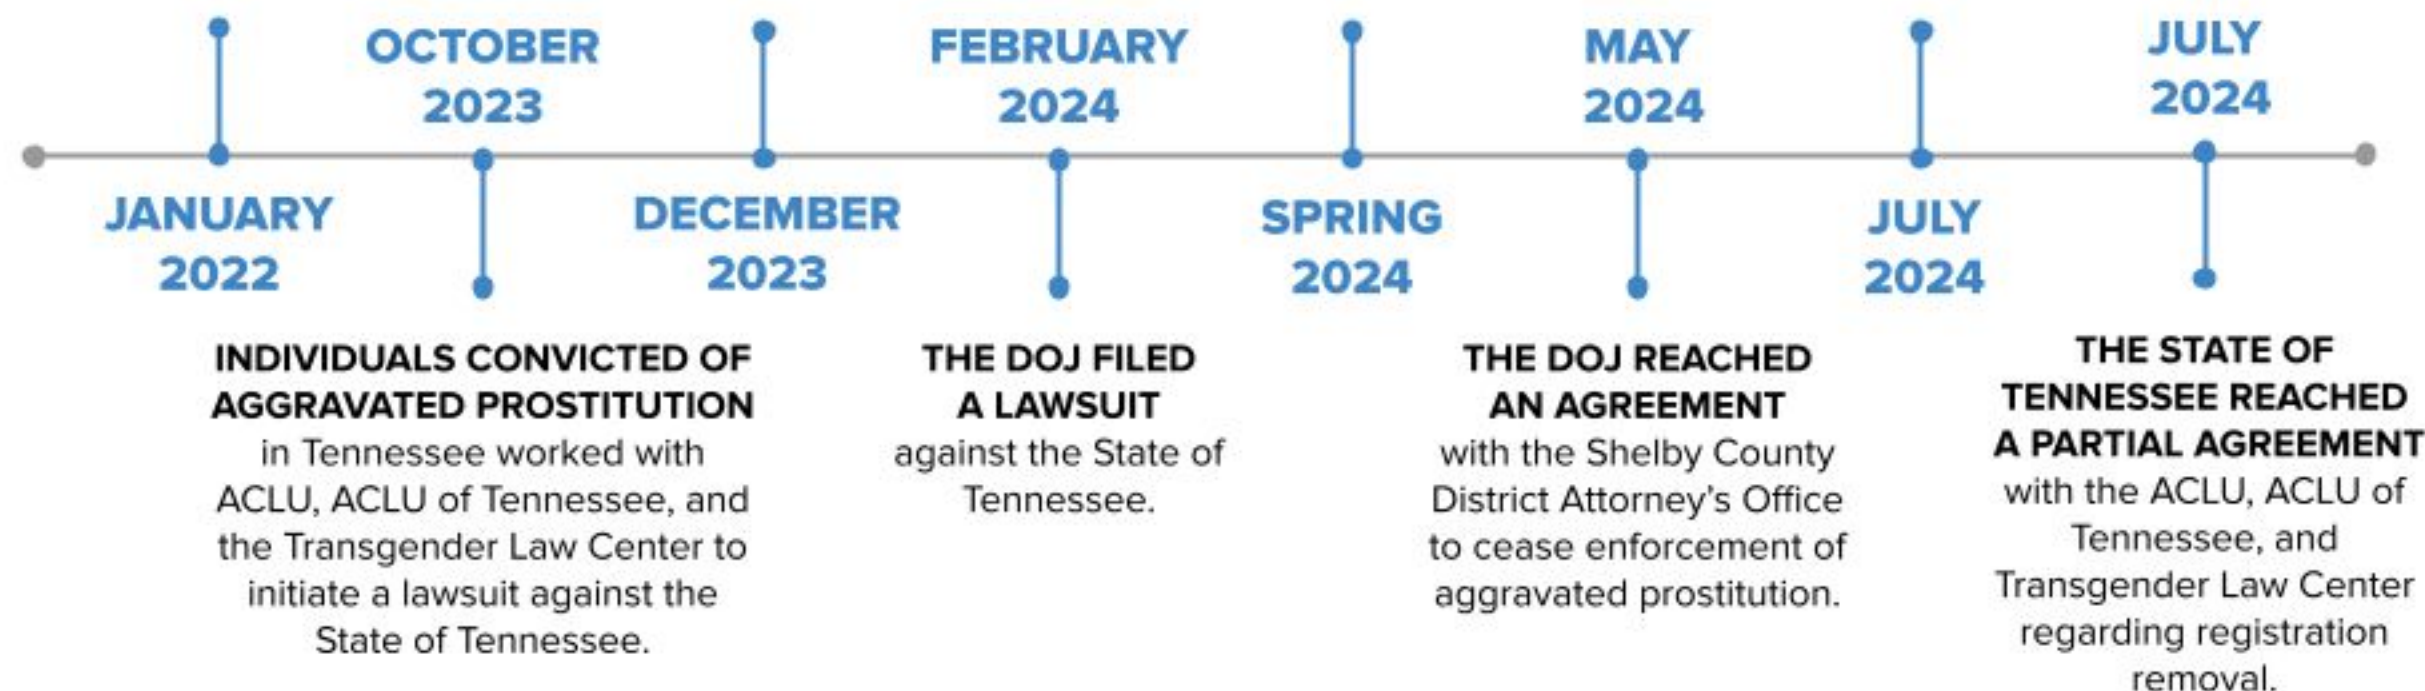 OCTOBER
2023
FEBRUARY
2024
MAY
2024
JULY
2024
JANUARY
2022
DECEMBER
2023
SPRING
2024
JULY
2024
INDIVIDUALS CONVICTED OF
AGGRAVATED PROSTITUTION
in Tennessee worked with
ACLU, ACLU of Tennessee, and
the Transgender Law Center to
initiate a lawsuit against the
State of Tennessee.
THE DOJ FILED
A LAWSUIT
against the State of
Tennessee.
THE DOJ REACHED
AN AGREEMENT
with the Shelby County
District Attorney's Office
to cease enforcement of
aggravated prostitution.
THE STATE OF
TENNESSEE REACHED
A PARTIAL AGREEMENT
with the ACLU, ACLU of
Tennessee, and
Transgender Law Center
regarding registration
removal.